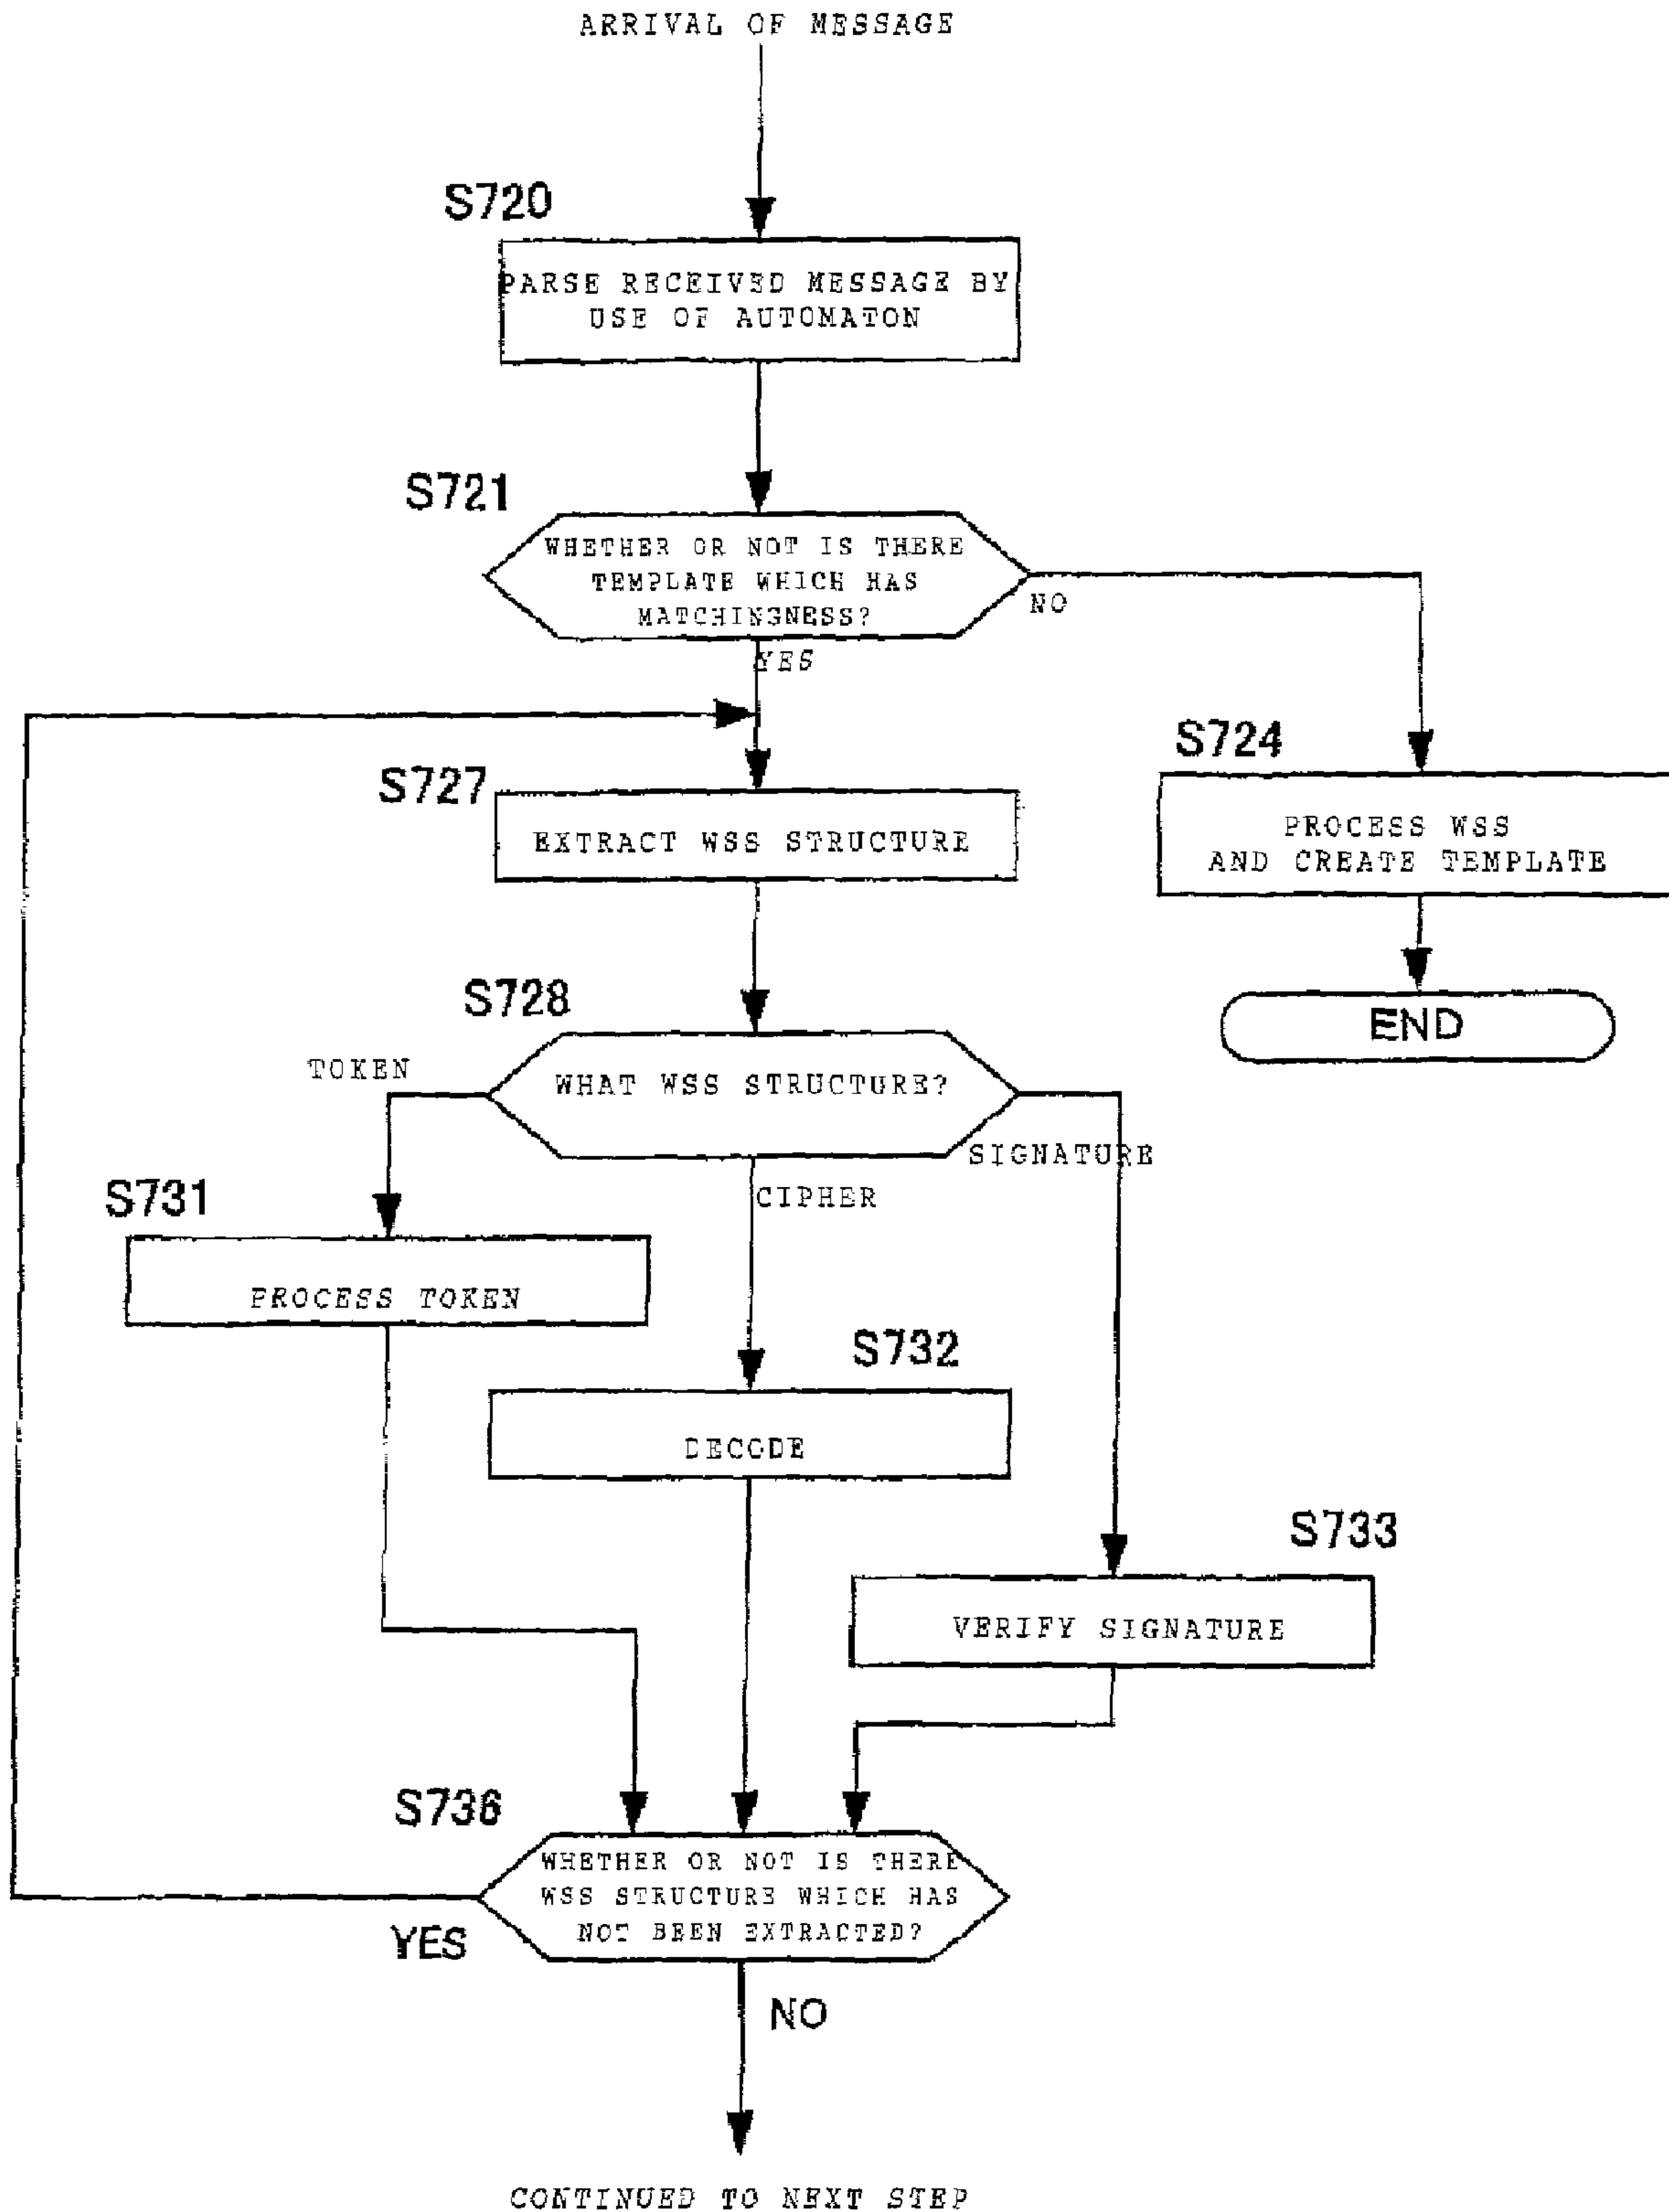 ARRIVAL OF MESSAGE
S720
PARSE RECEIVED MESSAGE BY
USE OF AUTOMATON
S721
WHETHER OR NOT IS THERE
TEMPLATE WHICH HAS
MATCHINGNESS?
NO
YES
S724
PROCESS WSS
AND CREATE TEMPLATE
S727
EXTRACT WSS STRUCTURE
END
S728
TOKEN
WHAT WSS STRUCTURE?
SIGNATURE
CIPHER
S731
PROCESS TOKEN
S732
DECODE
S733
VERIFY SIGNATURE
S736
WHETHER OR NOT IS THERE
WSS STRUCTURE WHICH HAS
NOT BEEN EXTRACTED?
YES
NO
CONTINUED TO NEXT STEP